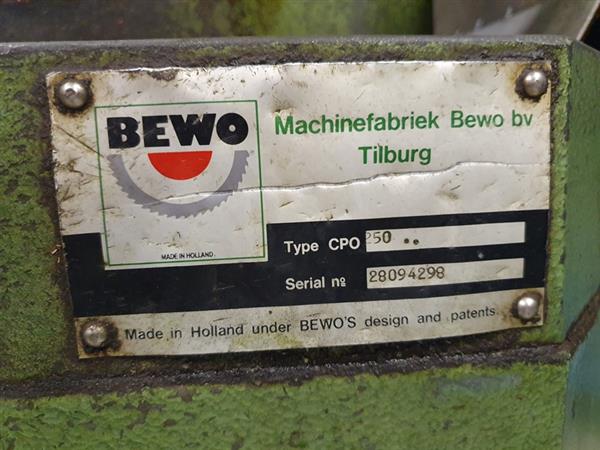 BEWO
MADE IN HOLLAND
Machinefabriek Bewo bv
Tilburg
Type CPO 250 ..
Serial nº 28094298
Made in Holland under BEWO'S design and patents.